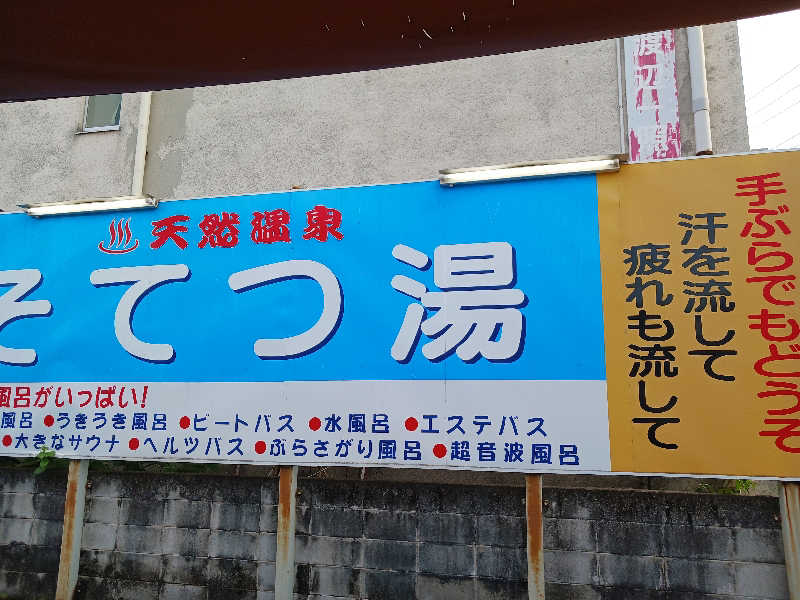 天然温泉
そてつ湯
風呂がいっぱい!
風呂●うきうき風呂●ビートバス●水風呂●エステバス
●大きなサウナ●ヘルツバス●ぶらさがり風呂●超音波風呂
手ぶらでもどうぞ
汗を流して
疲れも流して
渡辺